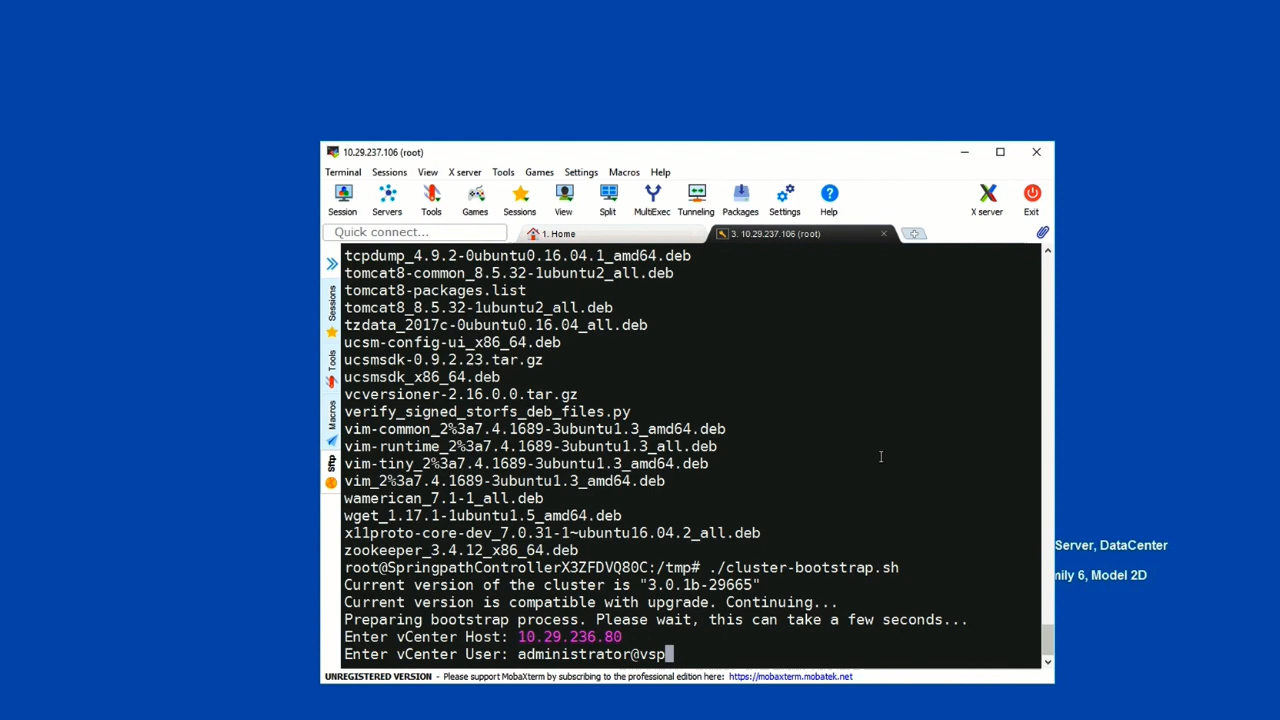 10.29.237.106 (root)
Terminal Sessions View X server Tools Games Settings Macros Help
Session Servers Tools Games Sessions View Split MultiExec Tunneling Packages Settings Help X server Exit
Quick connect... 1. Home 3. 10.29.237.106 (root)
Sessions
Tools
Macros
Sftp
tcpdump_4.9.2-0ubuntu0.16.04.1_amd64.deb
tomcat8-common_8.5.32-1ubuntu2_all.deb
tomcat8-packages.list
tomcat8_8.5.32-1ubuntu2_all.deb
tzdata_2017c-0ubuntu0.16.04_all.deb
ucsm-config-ui_x86_64.deb
ucsmsdk-0.9.2.23.tar.gz
ucsmsdk_x86_64.deb
vcversioner-2.16.0.0.tar.gz
verify_signed_storfs_deb_files.py
vim-common_2%3a7.4.1689-3ubuntu1.3_amd64.deb
vim-runtime_2%3a7.4.1689-3ubuntu1.3_all.deb
vim-tiny_2%3a7.4.1689-3ubuntu1.3_amd64.deb
vim_2%3a7.4.1689-3ubuntu1.3_amd64.deb
wamerican_7.1-1_all.deb
wget_1.17.1-1ubuntu1.5_amd64.deb
x11proto-core-dev_7.0.31-1~ubuntu16.04.2_all.deb
zookeeper_3.4.12_x86_64.deb
root@SpringpathControllerX3ZFDVQ80C:/tmp# ./cluster-bootstrap.sh
Current version of the cluster is "3.0.1b-29665"
Current version is compatible with upgrade. Continuing...
Preparing bootstrap process. Please wait, this can take a few seconds...
Enter vCenter Host: 10.29.236.80
Enter vCenter User: administrator@vsp
UNREGISTERED VERSION - Please support MobaXterm by subscribing to the professional edition here: https://mobaxterm.mobatek.net
Server, DataCenter
mily 6, Model 2D